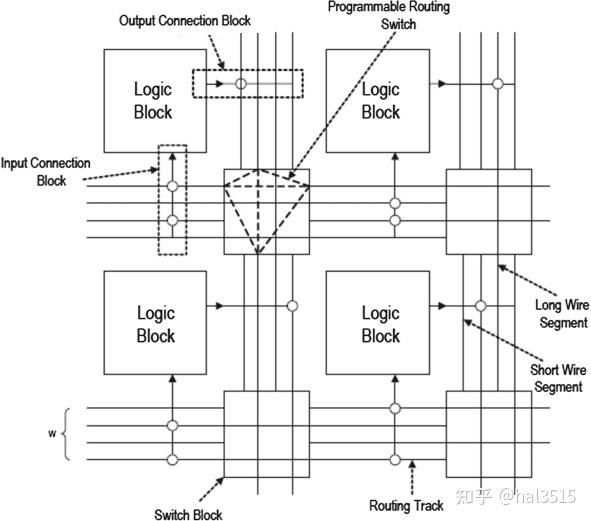 Output Connection Block
Programmable Routing
Switch
Logic
Block
Logic
Block
Input Connection
Block
Logic
Block
Logic
Block
Long Wire
Segment
Short Wire
Segment
w
Switch Block
Routing Track
知乎 @hal3515